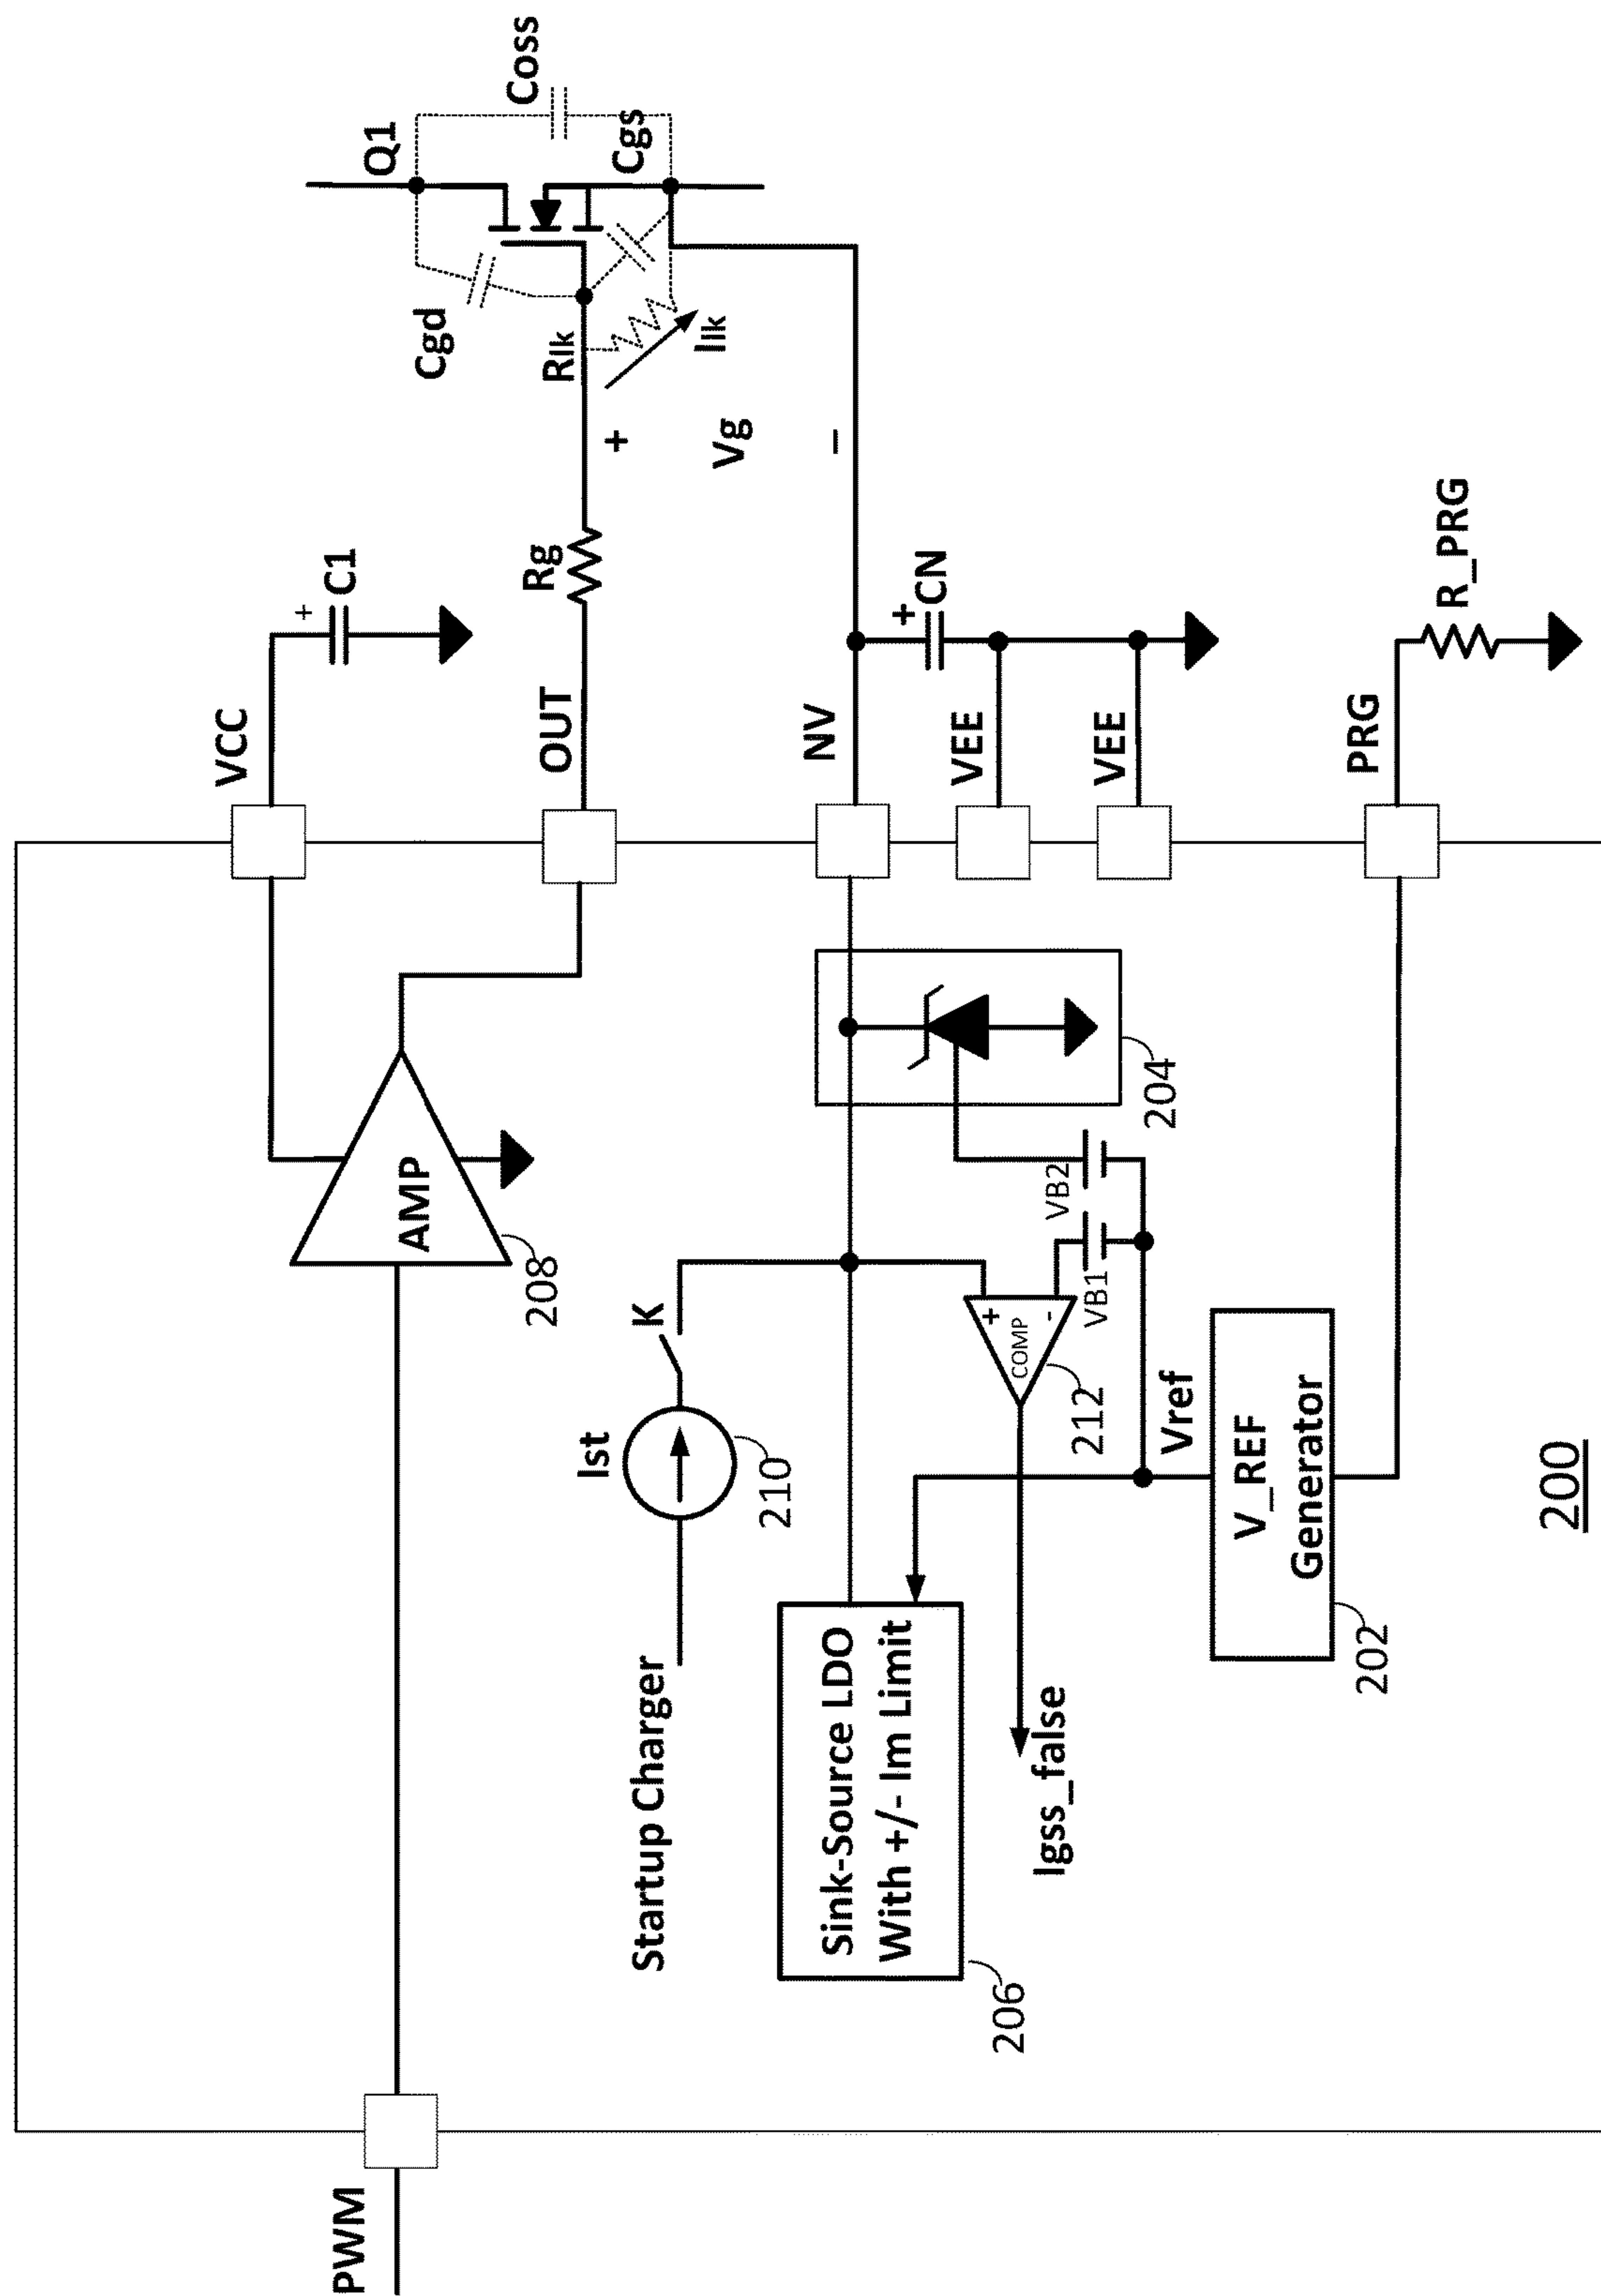 Q1
Coss
Cgd
Cgs
Rlk
Ilk
VCC
+
C1
OUT
Rg
+
Vg
–
NV
+
CN
VEE
VEE
PRG
R_PRG
PWM
AMP
208
Startup Charger
Ist
K
210
Sink-Source LDO
With +/- Im Limit
206
+
-
COMP
212
VB1
VB2
204
Igss_false
Vref
V_REF
Generator
202
200